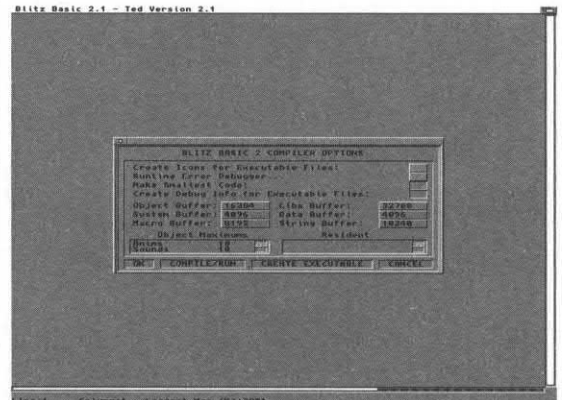 Blitz Basic 2.1 - Ted Version 2.1
BLITZ BASIC 2 COMPILER OPTIONS
Create Icons for Executable Files:
Runtime Error Debugger
Make Smallest Code:
Create Debug Info for Executable Files:
Object Buffer: 16384 Libs Buffer: 32768
System Buffer: 4096 Data Buffer: 4096
Macro Buffer: 8192 String Buffer: 10240
Object Maximums Resident
Anims 10
Sounds 10
OK COMPILE/RUN CREATE EXECUTABLE CANCEL